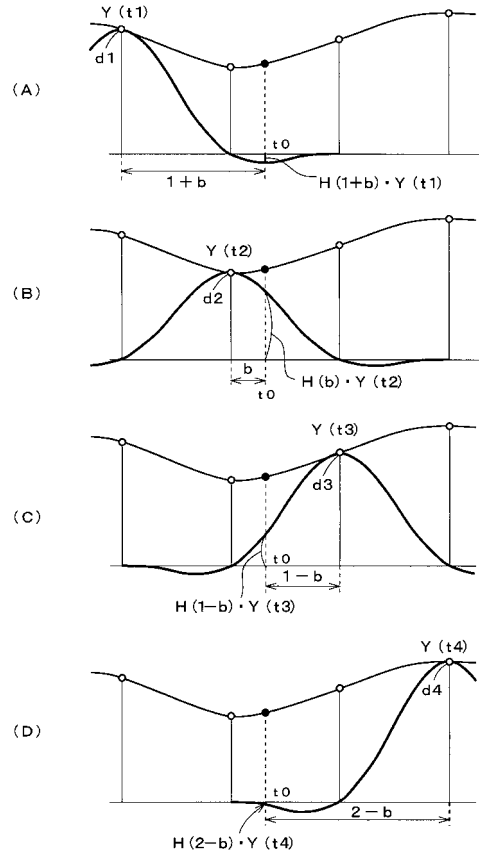 Y (t1)
d1
(A)
t0
1+b
H(1+b)・Y(t1)
Y (t2)
d2
(B)
b
t0
H(b)・Y(t2)
Y (t3)
d3
(C)
t0
1−b
H(1−b)・Y(t3)
Y (t4)
d4
(D)
t0
2−b
H(2−b)・Y(t4)